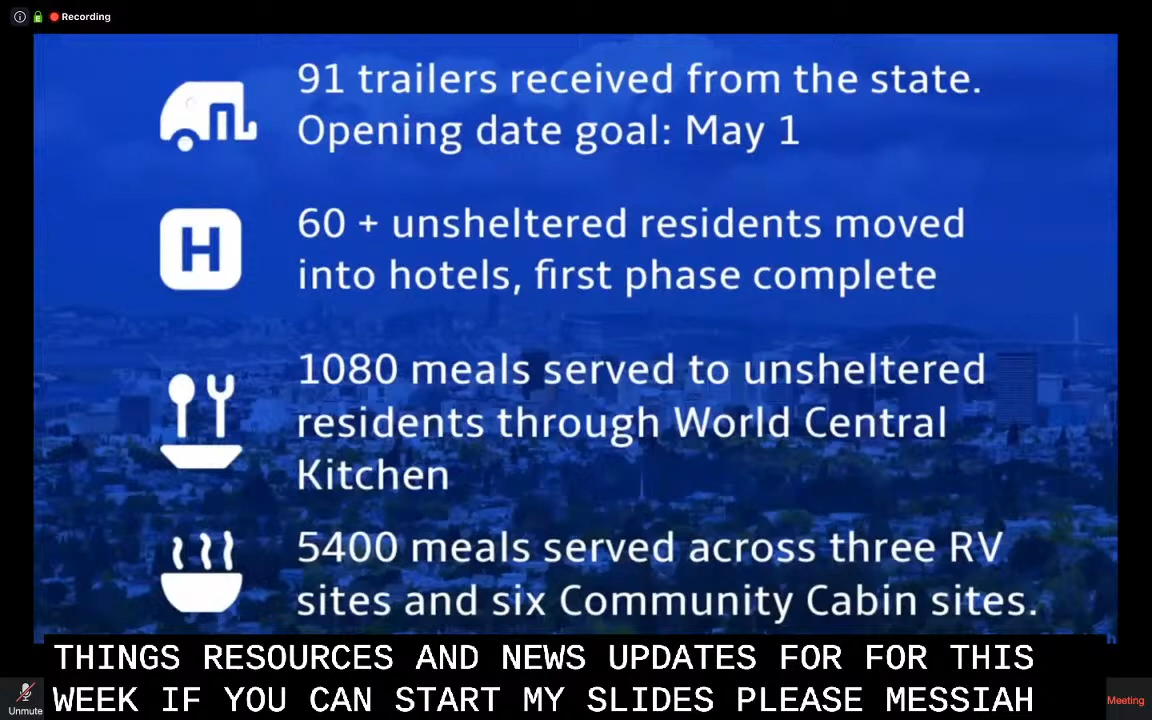 Recording
91 trailers received from the state.
Opening date goal: May 1
H
60 + unsheltered residents moved
into hotels, first phase complete
1080 meals served to unsheltered
residents through World Central
Kitchen
5400 meals served across three RV
sites and six Community Cabin sites.
THINGS RESOURCES AND NEWS UPDATES FOR FOR THIS
WEEK IF YOU CAN START MY SLIDES PLEASE MESSIAH
Unmute
Meeting